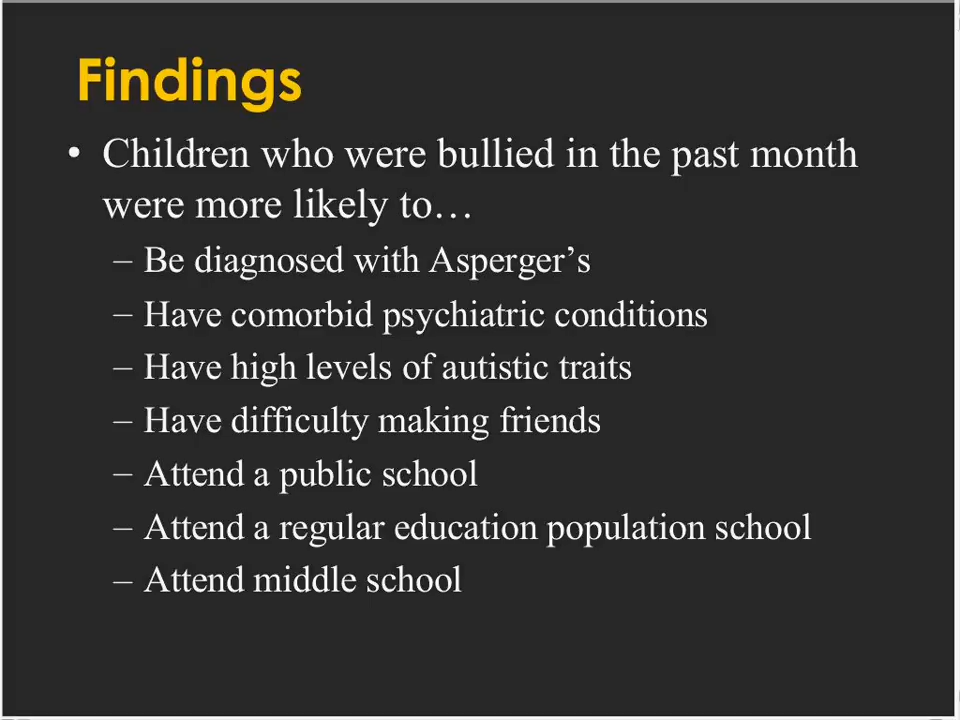 Findings
• Children who were bullied in the past month
were more likely to…
– Be diagnosed with Asperger’s
– Have comorbid psychiatric conditions
– Have high levels of autistic traits
– Have difficulty making friends
– Attend a public school
– Attend a regular education population school
– Attend middle school